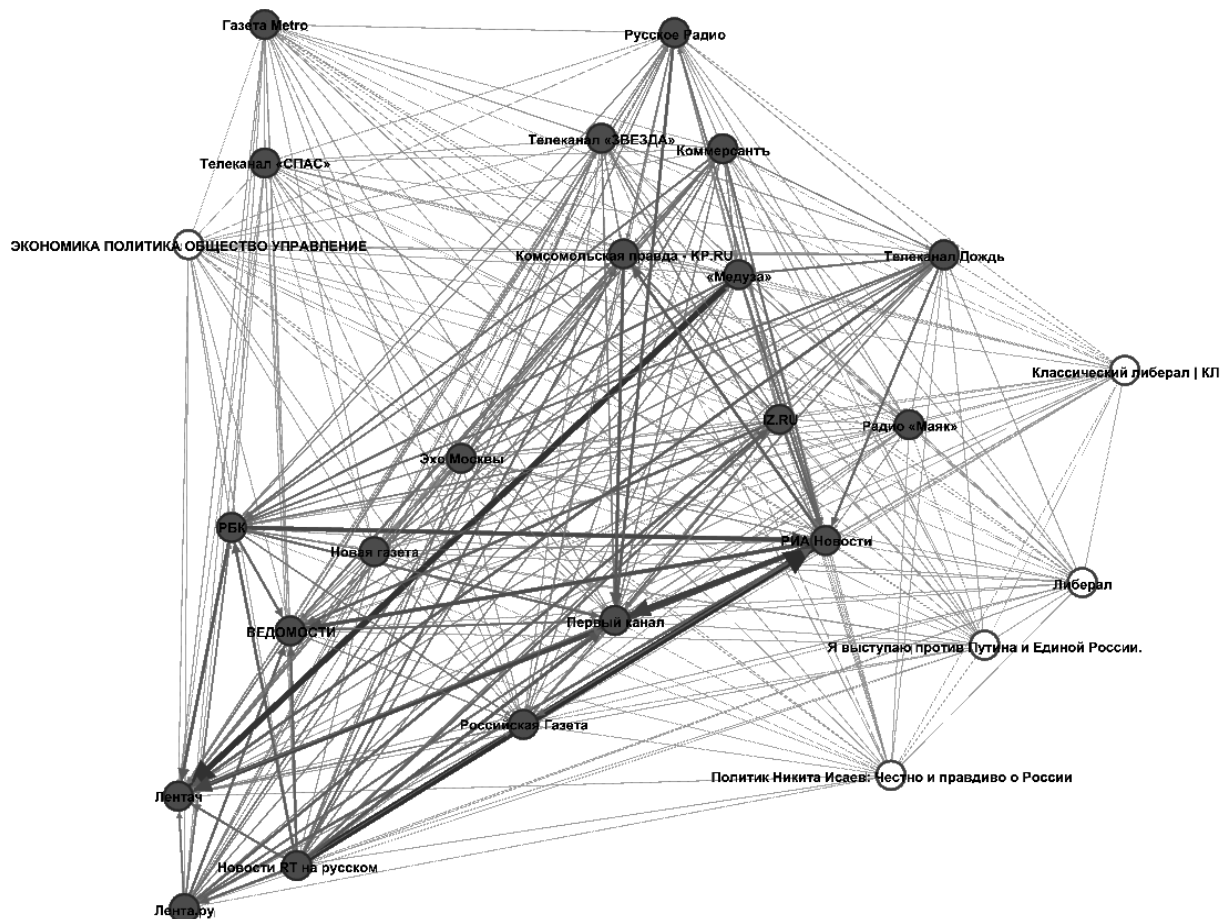 Газета Metro
Русское Радио
Телеканал «ЗВЕЗДА»
Коммерсантъ
Телеканал «СПАС»
ЭКОНОМИКА ПОЛИТИКА ОБЩЕСТВО УПРАВЛЕНИЕ
Комсомольская правда - KP.RU
Телеканал Дождь
«Медуза»
Классический либерал | КЛ
IZ.RU
Радио «Маяк»
Эхо Москвы
РБК
Новая газета
РИА Новости
Либерал
Первый канал
ВЕДОМОСТИ
Я выступаю против Путина и Единой России.
Российская Газета
Политик Никита Исаев: Честно и правдиво о России
Лентач
Новости RT на русском
Лента.ру